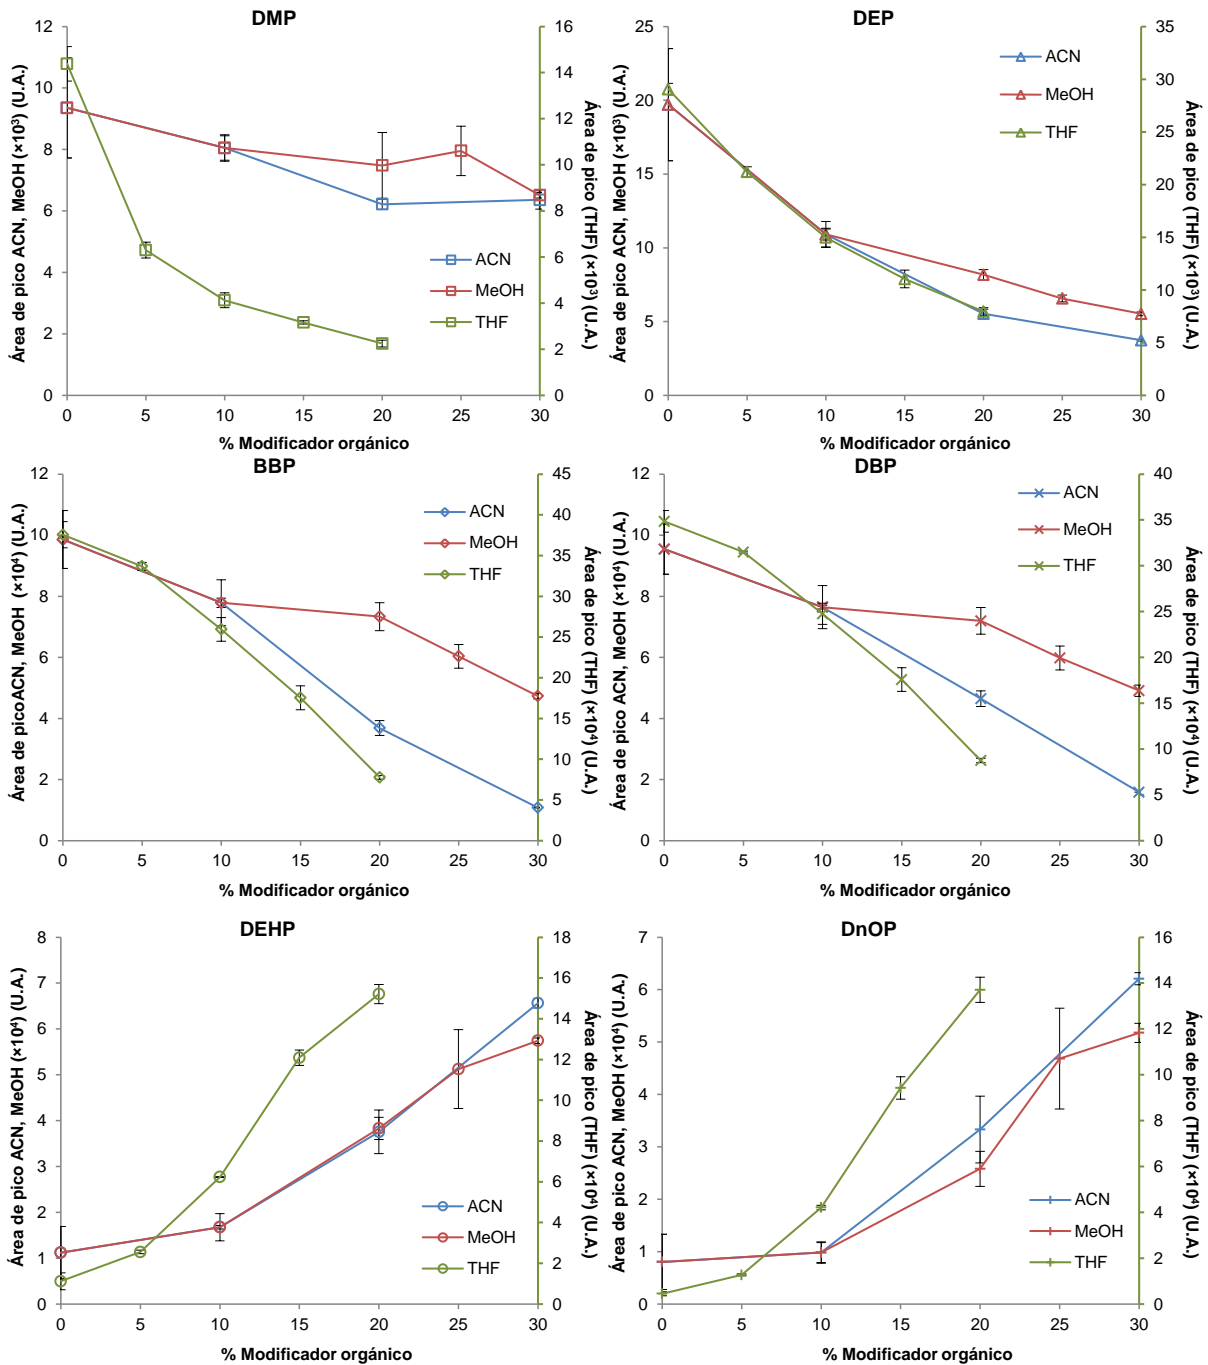 DMP
Área de pico ACN, MeOH (×10³) (U.A.)
12
10
8
6
4
2
0
0 5 10 15 20 25 30
% Modificador orgánico
16
14
12
10
8
6
4
2
0
Área de pico (THF) (×10³) (U.A.)
ACN
MeOH
THF
DEP
Área de pico ACN, MeOH (×10³) (U.A.)
25
20
15
10
5
0
0 5 10 15 20 25 30
% Modificador orgánico
35
30
25
20
15
10
5
0
Área de pico (THF) (×10³) (U.A.)
ACN
MeOH
THF
BBP
Área de picoACN, MeOH (×10⁴) (U.A.)
12
10
8
6
4
2
0
0 5 10 15 20 25 30
% Modificador orgánico
45
40
35
30
25
20
15
10
5
0
Área de pico (THF) (×10⁴) (U.A.)
ACN
MeOH
THF
DBP
Área de pico ACN, MeOH (×10⁴) (U.A.)
12
10
8
6
4
2
0
0 5 10 15 20 25 30
% Modificador orgánico
40
35
30
25
20
15
10
5
0
Área de pico (THF) (×10⁴) (U.A.)
ACN
MeOH
THF
DEHP
Área de pico ACN, MeOH (×10⁴) (U.A.)
8
7
6
5
4
3
2
1
0
0 5 10 15 20 25 30
% Modificador orgánico
18
16
14
12
10
8
6
4
2
0
Área de pico (THF) (×10⁴) (U.A.)
ACN
MeOH
THF
DnOP
Área de pico ACN, MeOH (×10⁴) (U.A.)
7
6
5
4
3
2
1
0
0 5 10 15 20 25 30
% Modificador orgánico
16
14
12
10
8
6
4
2
0
Área de pico (THF) (×10⁴) (U.A.)
ACN
MeOH
THF